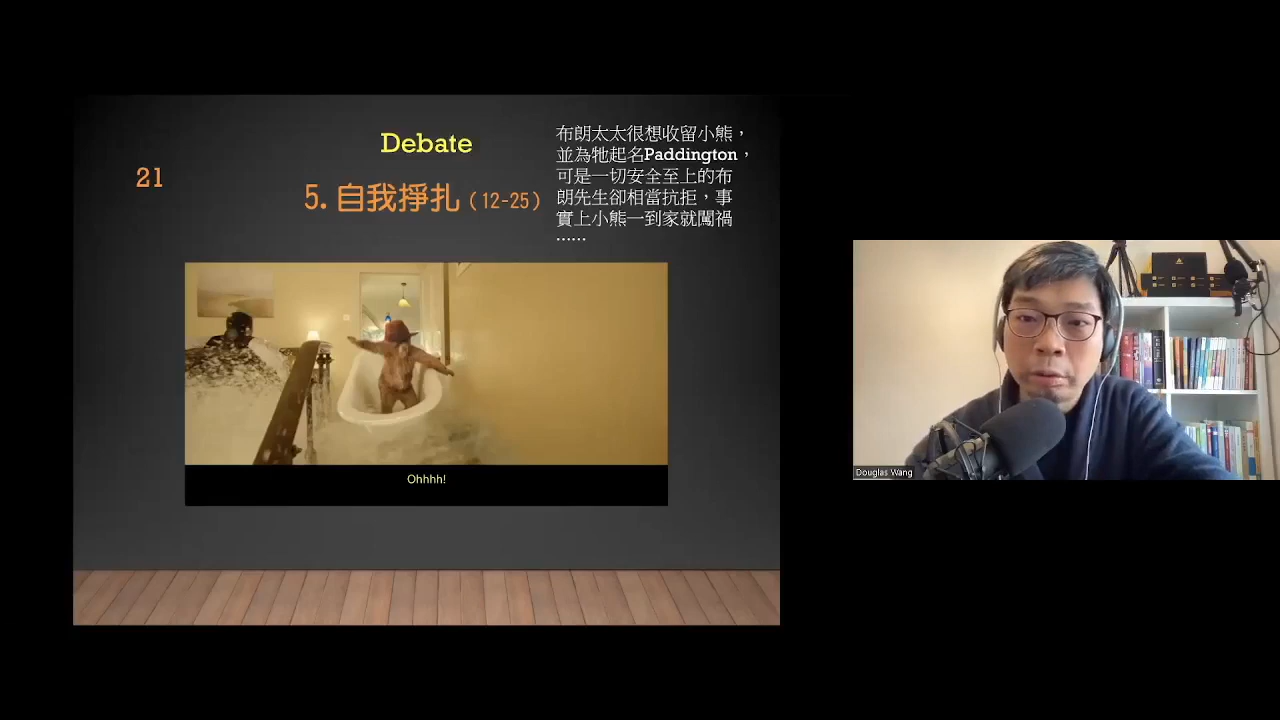 Debate
21
5. 自我掙扎 (12-25)
布朗太太很想收留小熊，
並為牠起名Paddington，
可是一切安全至上的布
朗先生卻相當抗拒，事
實上小熊一到家就闖禍
……
Ohhhh!
Douglas Wang